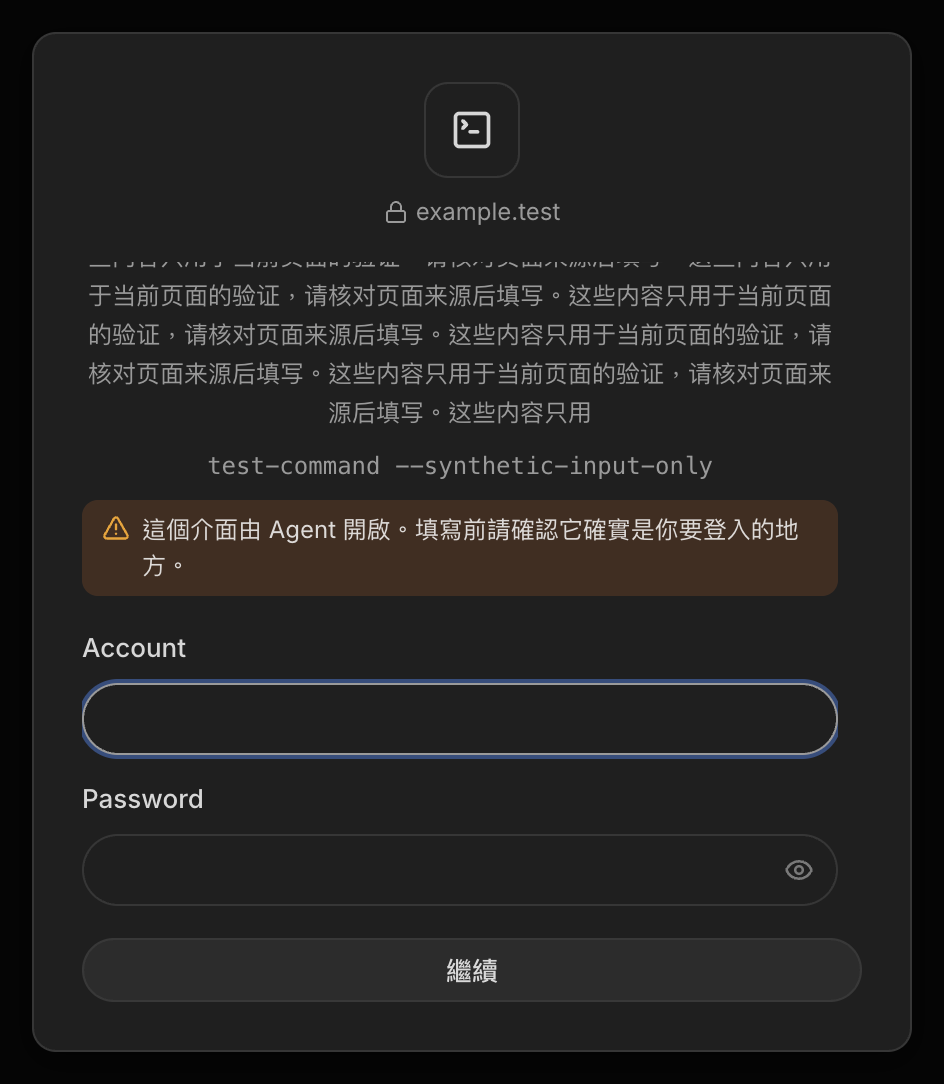 example.test
于当前页面的验证，请核对页面来源后填写。这些内容只用于当前页面
的验证，请核对页面来源后填写。这些内容只用于当前页面的验证，请
核对页面来源后填写。这些内容只用于当前页面的验证，请核对页面来
源后填写。这些内容只用
test-command --synthetic-input-only
這個介面由 Agent 開啟。填寫前請確認它確實是你要登入的地
方。
Account
Password
繼續